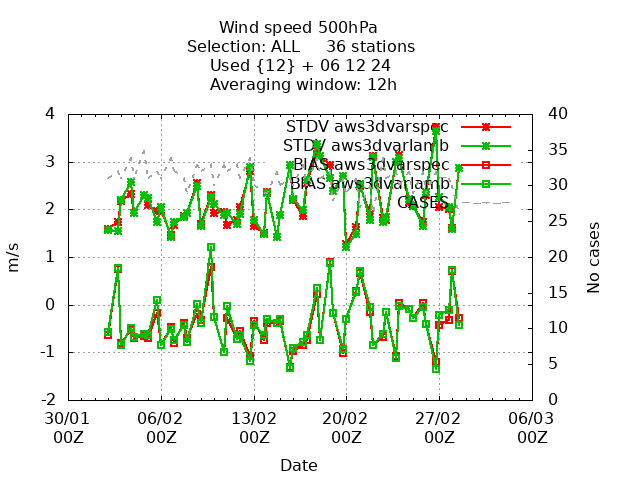 Wind speed 500hPa
Selection: ALL 36 stations
Used {12} + 06 12 24
Averaging window: 12h
4
3
2
1
0
-1
-2
m/s
40
35
30
25
20
15
10
5
0
No cases
STDV aws3dvarspec
STDV aws3dvarlamb
BIAS aws3dvarspec
BIAS aws3dvarlamb
CASES
30/01 06/02 13/02 20/02 27/02 06/03
00Z 00Z 00Z 00Z 00Z 00Z
Date